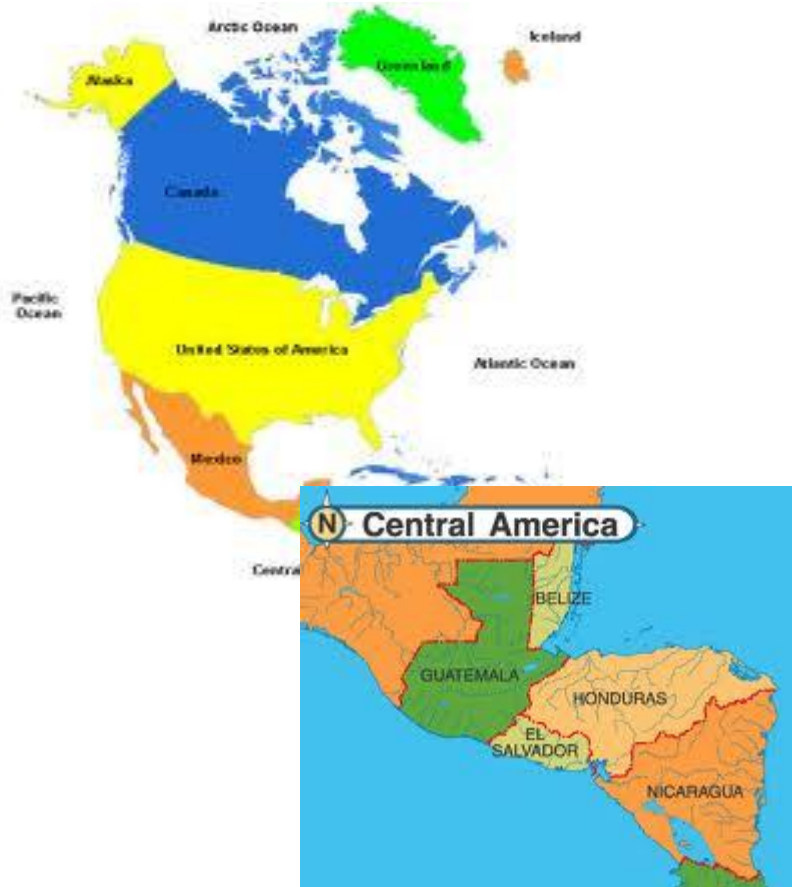 Arctic Ocean
Iceland
Greenland
Alaska
Canada
Pacific
Ocean
United States of America
Atlantic Ocean
Mexico
Centra
N Central America
BELIZE
GUATEMALA
HONDURAS
EL
SALVADOR
NICARAGUA